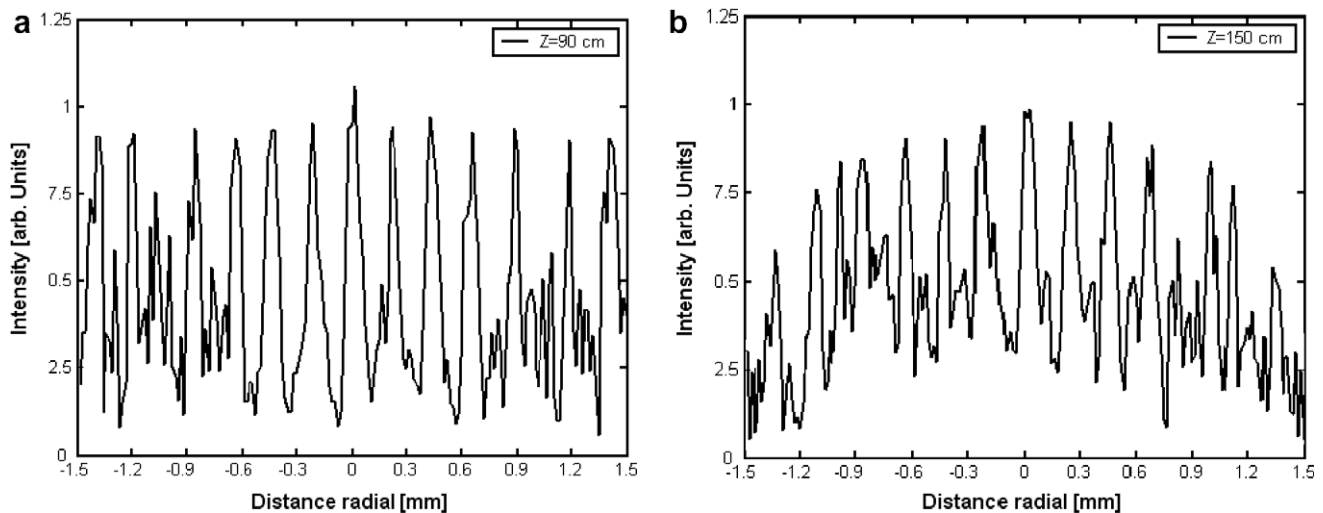 a
1.25
Z=90 cm
1
7.5
0.5
2.5
0
Intensity [arb. Units]
-1.5 -1.2 -0.9 -0.6 -0.3 0 0.3 0.6 0.9 1.2 1.5
Distance radial [mm]
b
1.25
Z=150 cm
1
7.5
0.5
2.5
0
Intensity [arb. Units]
-1.5 -1.2 -0.9 -0.6 -0.3 0 0.3 0.6 0.9 1.2 1.5
Distance radial [mm]